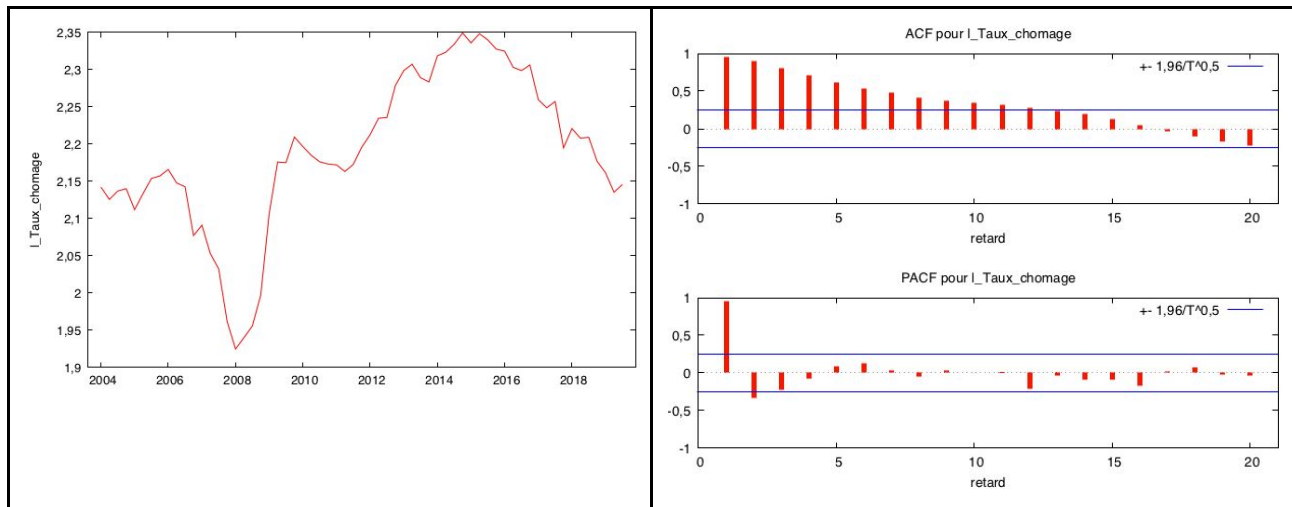 2,35
2,3
2,25
2,2
2,15
2,1
2,05
2
1,95
1,9
l_Taux_chomage
2004 2006 2008 2010 2012 2014 2016 2018
ACF pour l_Taux_chomage
+- 1,96/T^0,5
1
0,5
0
-0,5
-1
0 5 10 15 20
retard
PACF pour l_Taux_chomage
+- 1,96/T^0,5
1
0,5
0
-0,5
-1
0 5 10 15 20
retard